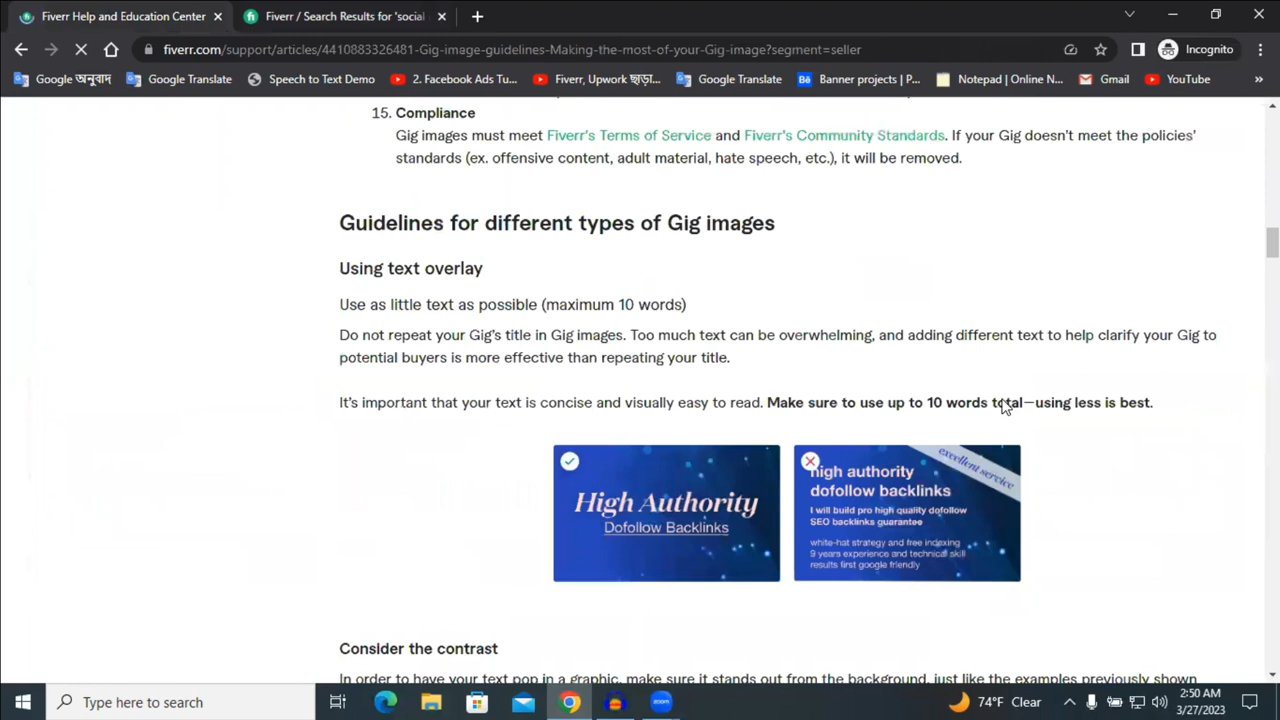 Fiverr Help and Education Center
Fiverr / Search Results for 'social
fiverr.com/support/articles/4410883326481-Gig-image-guidelines-Making-the-most-of-your-Gig-image?segment=seller
Incognito
Google অনুবাদ
Google Translate
Speech to Text Demo
2. Facebook Ads Tu...
Fiverr, Upwork ছাড়া...
Google Translate
Bē
Banner projects | P...
Notepad | Online N...
Gmail
YouTube
»
15. Compliance
Gig images must meet Fiverr's Terms of Service and Fiverr's Community Standards. If your Gig doesn't meet the policies'
standards (ex. offensive content, adult material, hate speech, etc.), it will be removed.
Guidelines for different types of Gig images
Using text overlay
Use as little text as possible (maximum 10 words)
Do not repeat your Gig's title in Gig images. Too much text can be overwhelming, and adding different text to help clarify your Gig to
potential buyers is more effective than repeating your title.
It's important that your text is concise and visually easy to read. Make sure to use up to 10 words total—using less is best.
High Authority
Dofollow Backlinks
excellent service
high authority
dofollow backlinks
I will build pro high quality dofollow
SEO backlinks guarantee
white-hat strategy and free indexing
9 years experience and technical skill
results first google friendly
Consider the contrast
In order to have your text pop in a graphic, make sure it stands out from the background, just like the examples previously shown
Type here to search
zoom
74°F Clear
2:50 AM
3/27/2023